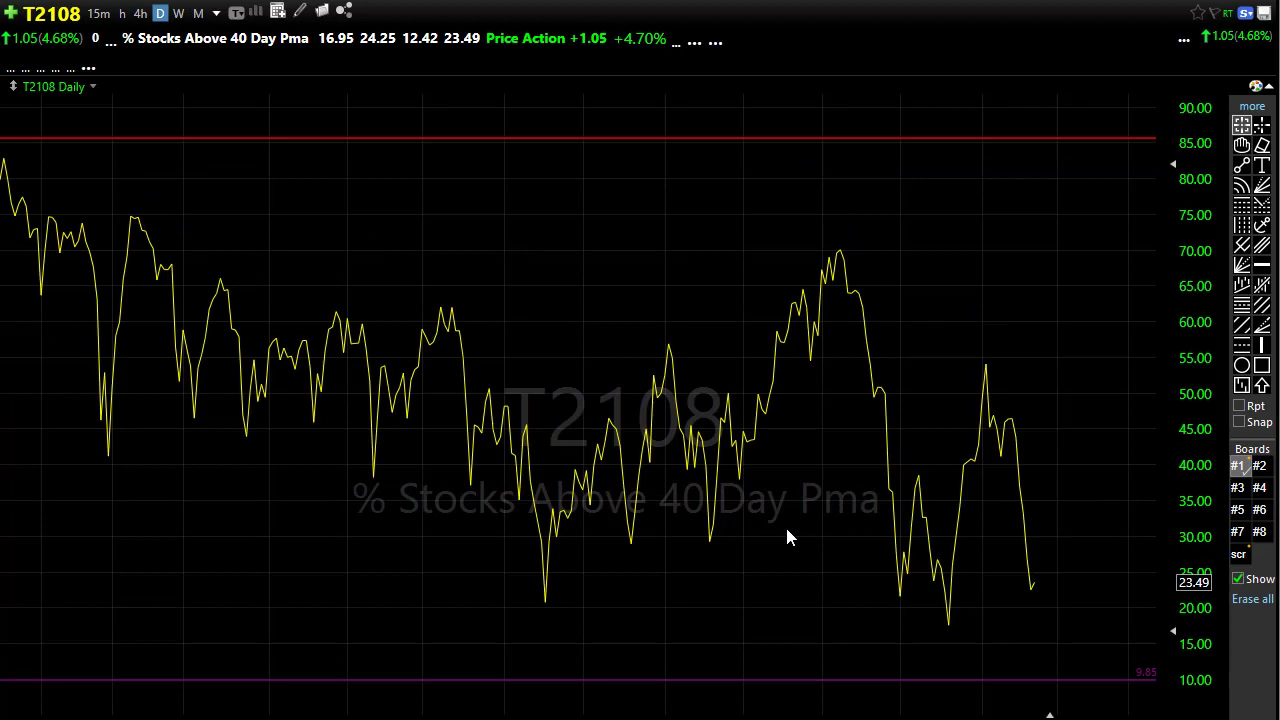 T2108 15m h 4h D W M T RT S
1.05(4.68%) 0 ... % Stocks Above 40 Day Pma 16.95 24.25 12.42 23.49 Price Action +1.05 +4.70% ... ... ... ... 1.05(4.68%)
... ... ... ... ... ...
T2108 Daily
more
90.00
85.00
80.00
75.00
70.00
65.00
60.00
55.00
50.00
45.00
40.00
35.00
30.00
25.00
23.49
20.00
15.00
10.00
9.85
T2108
% Stocks Above 40 Day Pma
T
Rpt
Snap
Boards
#1 #2
#3 #4
#5 #6
#7 #8
scr
Show
Erase all